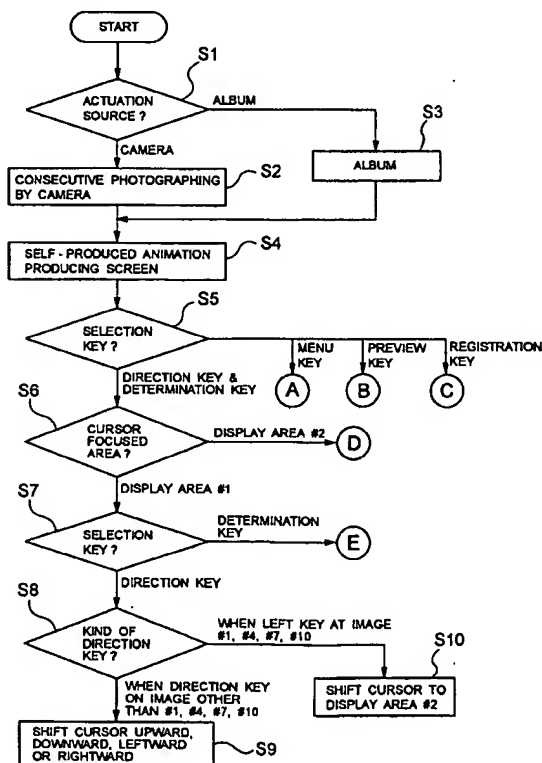 START
S1
ACTUATION
SOURCE?
ALBUM
S3
CAMERA
S2
ALBUM
CONSECUTIVE PHOTOGRAPHING
BY CAMERA
S4
SELF-PRODUCED ANIMATION
PRODUCING SCREEN
S5
SELECTION
KEY?
MENU
KEY
PREVIEW
KEY
REGISTRATION
KEY
DIRECTION KEY &
DETERMINATION KEY
A
B
C
S6
CURSOR
FOCUSED
AREA?
DISPLAY AREA #2
D
DISPLAY AREA #1
S7
SELECTION
KEY?
DETERMINATION
KEY
E
DIRECTION KEY
S8
KIND OF
DIRECTION
KEY?
WHEN LEFT KEY AT IMAGE
#1, #4, #7, #10
S10
SHIFT CURSOR TO
DISPLAY AREA #2
WHEN DIRECTION KEY
ON IMAGE OTHER
THAN #1, #4, #7, #10
SHIFT CURSOR UPWARD,
DOWNWARD, LEFTWARD
OR RIGHTWARD
S9